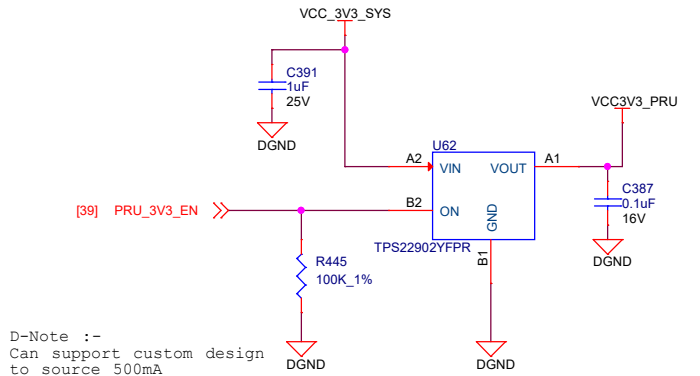 VCC_3V3_SYS
C391
1uF
25V
DGND
VCC3V3_PRU
U62
A2
VIN
VOUT
A1
C387
0.1uF
16V
DGND
[39] PRU_3V3_EN
B2
ON
GND
TPS22902YFPR
B1
R445
100K_1%
DGND
DGND
D-Note :-
Can support custom design
to source 500mA